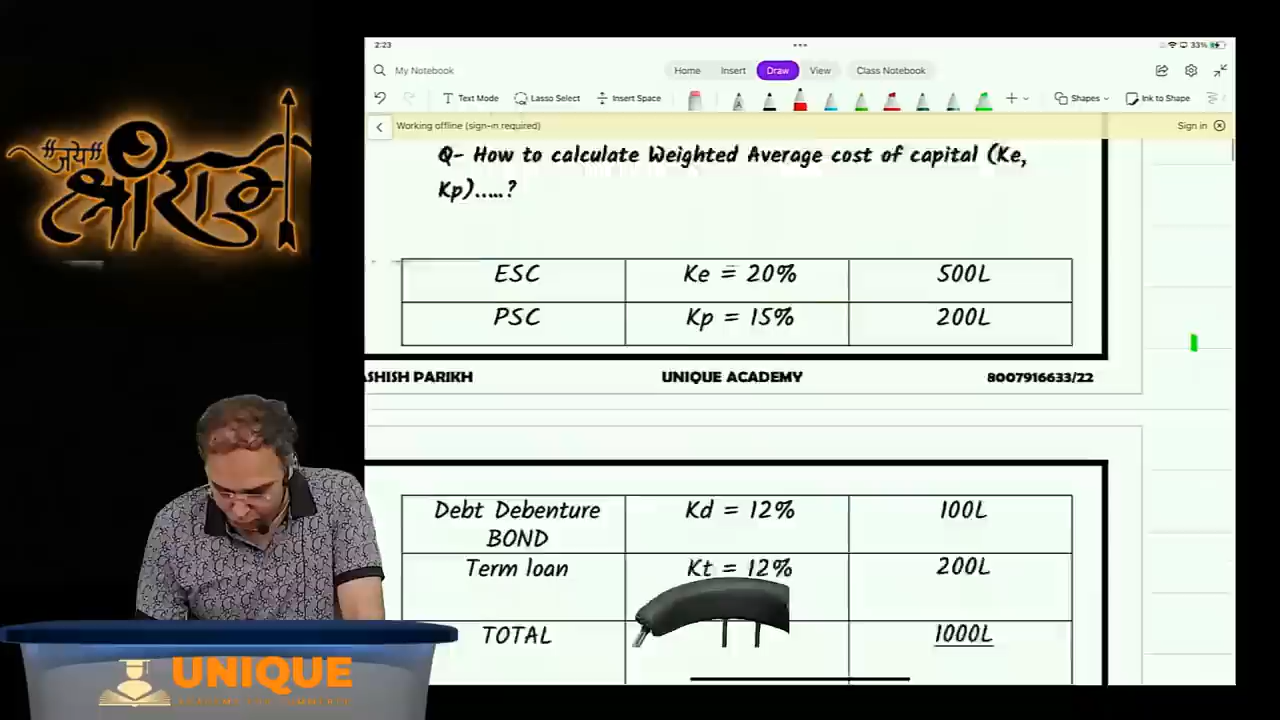 2:23
33%
My Notebook
Home Insert Draw View Class Notebook
Text Mode Lasso Select Insert Space Shapes Ink to Shape
Working offline (sign-in required) Sign in
"जय"
श्रीराम
Q- How to calculate Weighted Average cost of capital (Ke,
Kp).....?
ESC Ke = 20% 500L
PSC Kp = 15% 200L
ASHISH PARIKH UNIQUE ACADEMY 8007916633/22
Debt Debenture Kd = 12% 100L
BOND
Term loan Kt = 12% 200L
TOTAL 1000L
UNIQUE